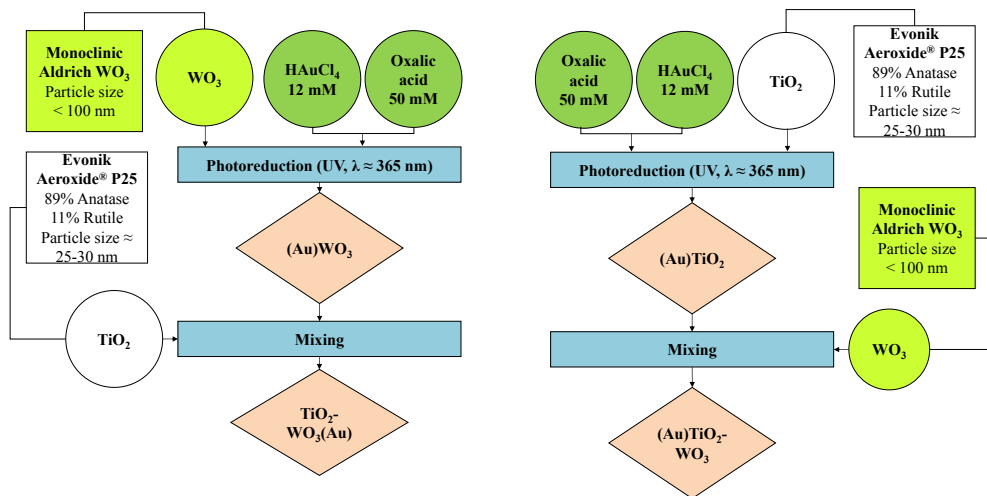 Monoclinic
Aldrich WO₃
Particle size
< 100 nm
WO₃
HAuCl₄
12 mM
Oxalic
acid
50 mM
Evonik
Aeroxide® P25
89% Anatase
11% Rutile
Particle size ≈
25-30 nm
Photoreduction (UV, λ ≈ 365 nm)
(Au)WO₃
TiO₂
Mixing
TiO₂-
WO₃(Au)
Oxalic
acid
50 mM
HAuCl₄
12 mM
TiO₂
Evonik
Aeroxide® P25
89% Anatase
11% Rutile
Particle size ≈
25-30 nm
Photoreduction (UV, λ ≈ 365 nm)
(Au)TiO₂
Monoclinic
Aldrich WO₃
Particle size
< 100 nm
Mixing
WO₃
(Au)TiO₂-
WO₃